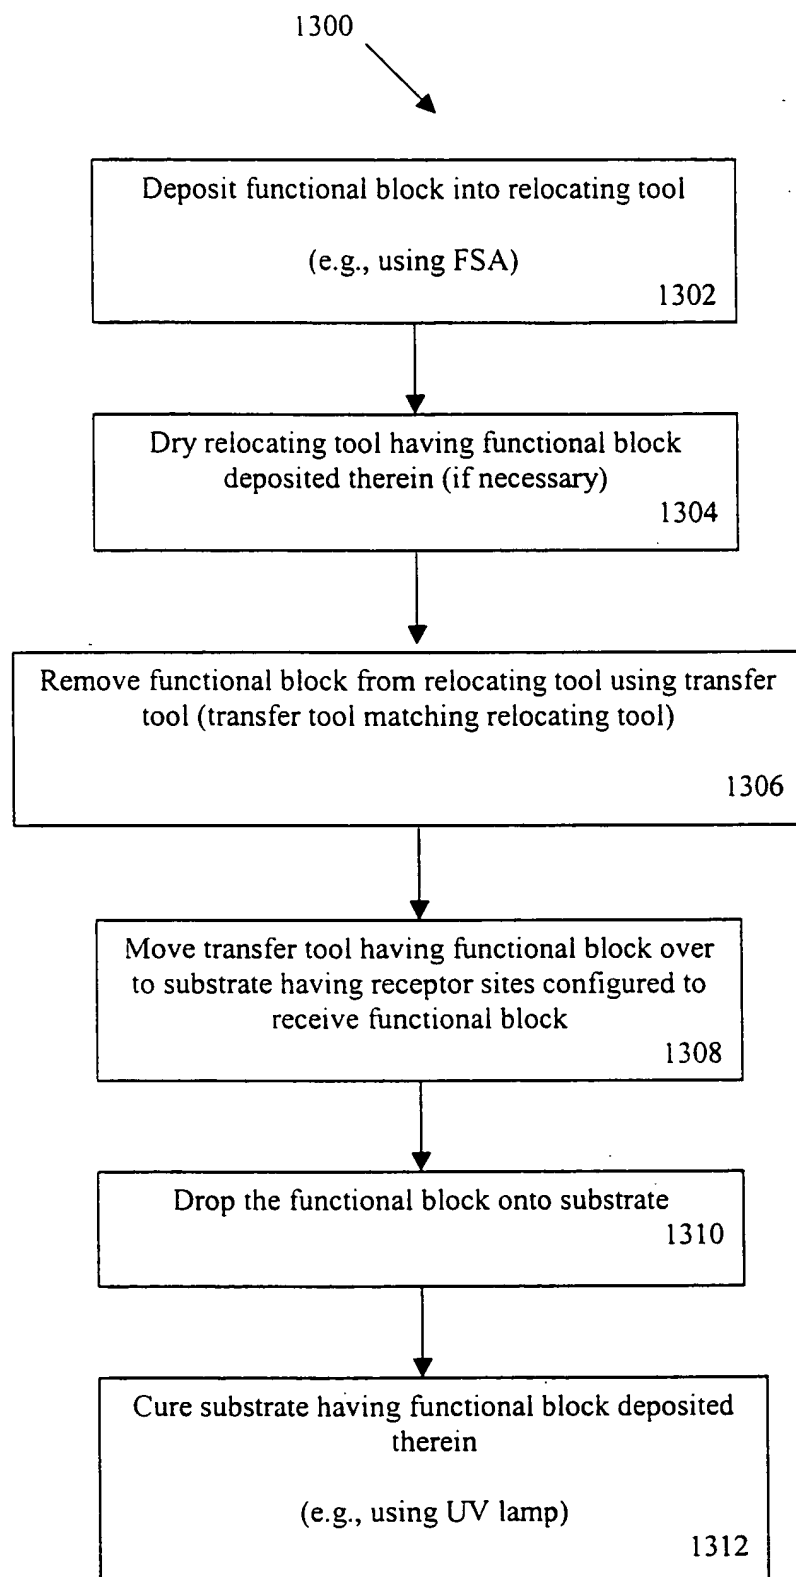 1300
Deposit functional block into relocating tool
(e.g., using FSA)
1302
Dry relocating tool having functional block
deposited therein (if necessary)
1304
Remove functional block from relocating tool using transfer
tool (transfer tool matching relocating tool)
1306
Move transfer tool having functional block over
to substrate having receptor sites configured to
receive functional block
1308
Drop the functional block onto substrate
1310
Cure substrate having functional block deposited
therein
(e.g., using UV lamp)
1312